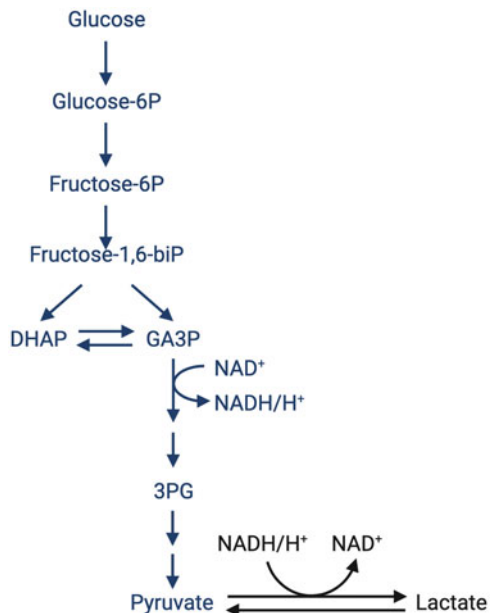 Glucose
Glucose-6P
Fructose-6P
Fructose-1,6-biP
DHAP GA3P
NAD⁺
NADH/H⁺
3PG
NADH/H⁺ NAD⁺
Pyruvate Lactate